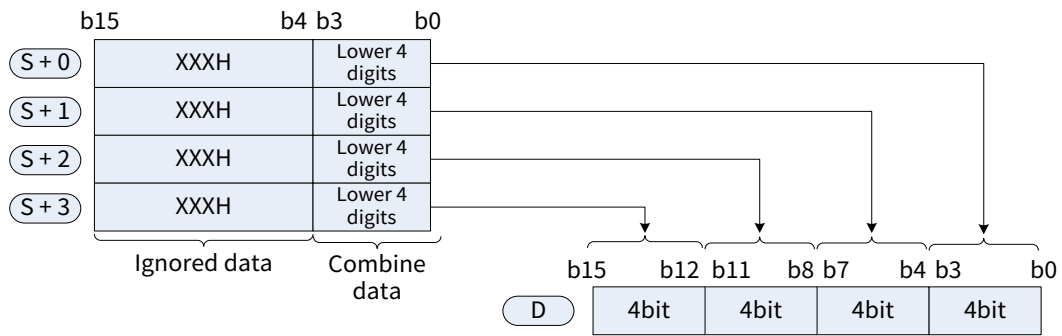 b15 b4 b3 b0
S + 0 XXXH Lower 4
digits
S + 1 XXXH Lower 4
digits
S + 2 XXXH Lower 4
digits
S + 3 XXXH Lower 4
digits
Ignored data Combine
data
b15 b12 b11 b8 b7 b4 b3 b0
D 4bit 4bit 4bit 4bit